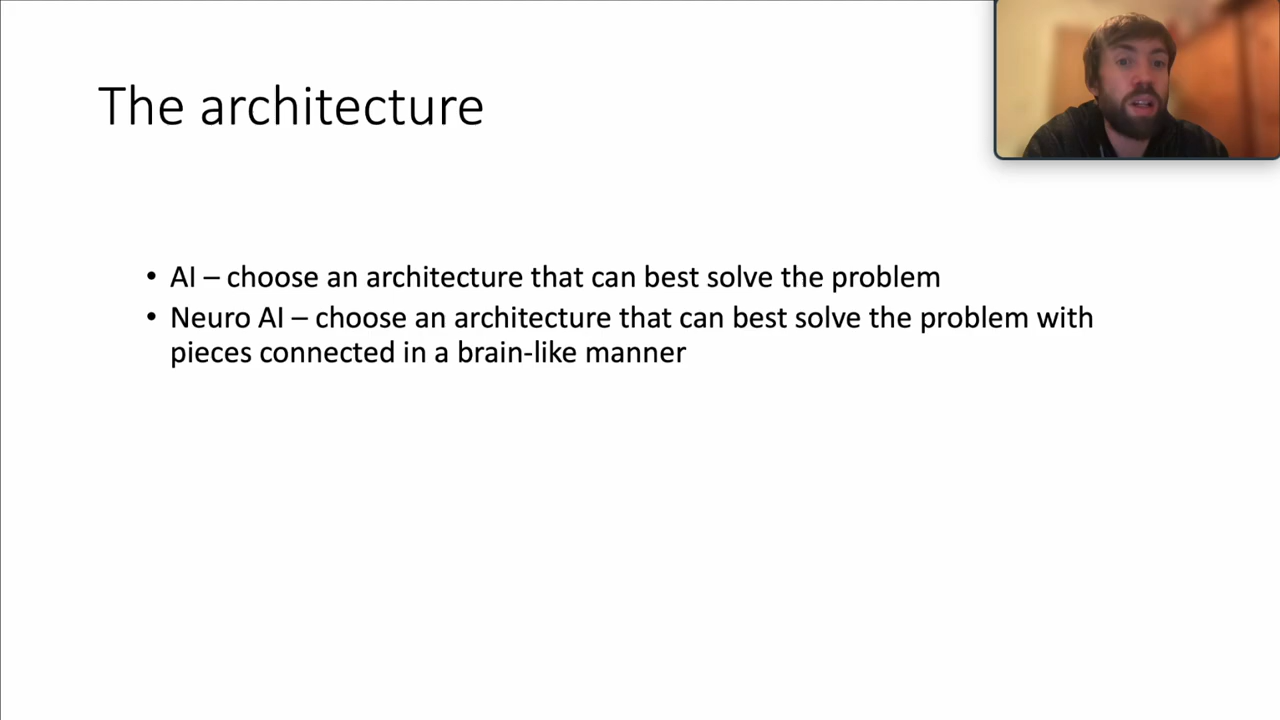 The architecture
• AI – choose an architecture that can best solve the problem
• Neuro AI – choose an architecture that can best solve the problem with
pieces connected in a brain-like manner